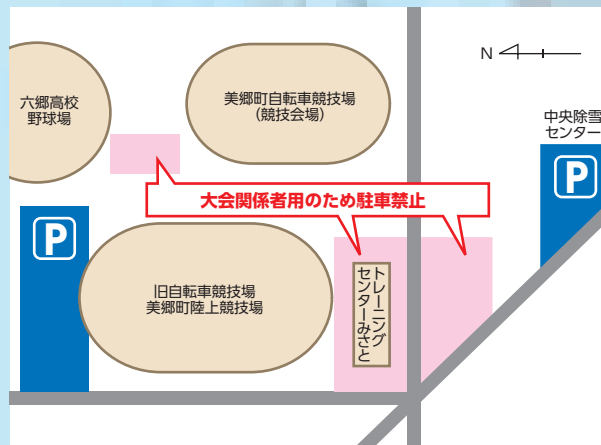 六郷高校
野球場
美郷町自転車競技場
(競技会場)
N
中央除雪
センター
P
大会関係者用のため駐車禁止
P
旧自転車競技場
美郷町陸上競技場
トレーニング
センターみさと